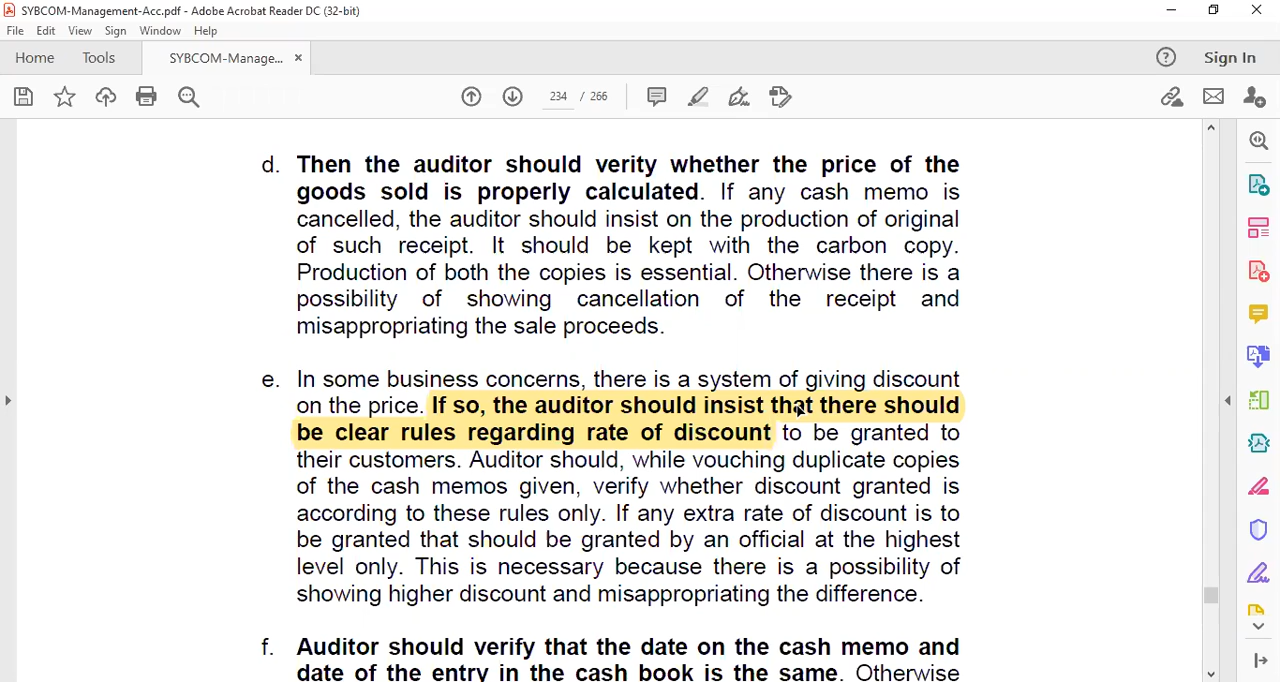 SYBCOM-Management-Acc.pdf - Adobe Acrobat Reader DC (32-bit)
File Edit View Sign Window Help
Home Tools SYBCOM-Manage... × Sign In
234 / 266
d. Then the auditor should verity whether the price of the
goods sold is properly calculated. If any cash memo is
cancelled, the auditor should insist on the production of original
of such receipt. It should be kept with the carbon copy.
Production of both the copies is essential. Otherwise there is a
possibility of showing cancellation of the receipt and
misappropriating the sale proceeds.
e. In some business concerns, there is a system of giving discount
on the price. If so, the auditor should insist that there should
be clear rules regarding rate of discount to be granted to
their customers. Auditor should, while vouching duplicate copies
of the cash memos given, verify whether discount granted is
according to these rules only. If any extra rate of discount is to
be granted that should be granted by an official at the highest
level only. This is necessary because there is a possibility of
showing higher discount and misappropriating the difference.
f. Auditor should verify that the date on the cash memo and
date of the entry in the cash book is the same. Otherwise